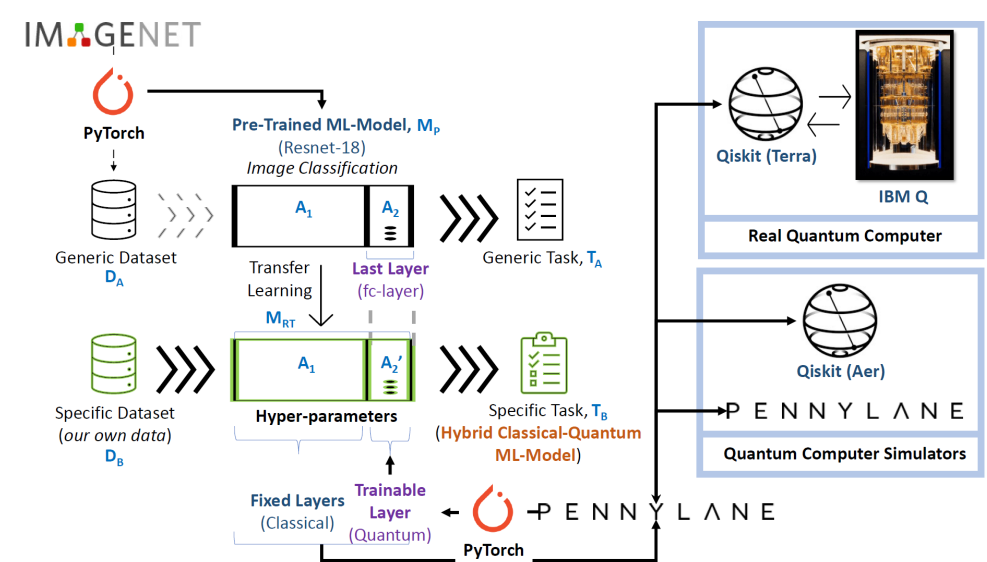 IMAGENET
PyTorch
Pre-Trained ML-Model, MP
(Resnet-18)
Image Classification
A1
A2
Generic Dataset
DA
Generic Task, TA
Transfer
Learning
Last Layer
(fc-layer)
MRT
A1
A2’
Specific Dataset
(our own data)
DB
Hyper-parameters
Specific Task, TB
(Hybrid Classical-Quantum
ML-Model)
Fixed Layers
(Classical)
Trainable
Layer
(Quantum)
PyTorch
PENNYLANE
Qiskit (Terra)
IBM Q
Real Quantum Computer
Qiskit (Aer)
PENNYLANE
Quantum Computer Simulators